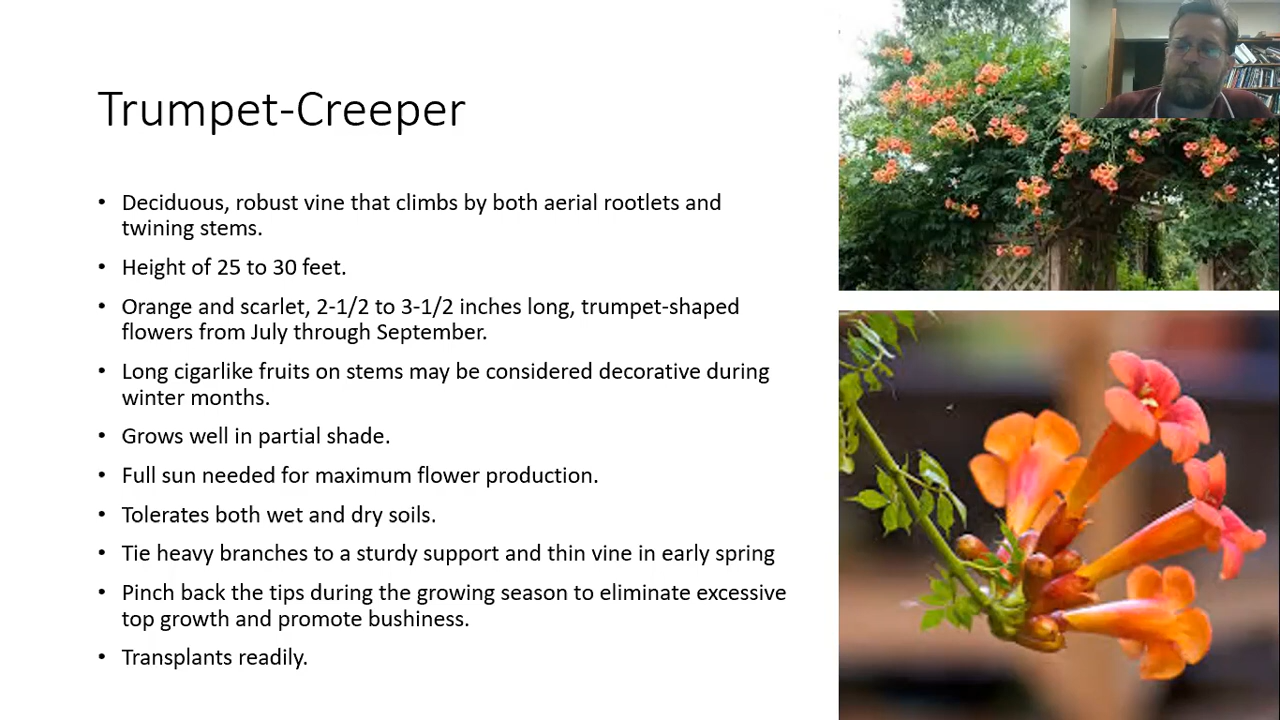 Trumpet-Creeper
• Deciduous, robust vine that climbs by both aerial rootlets and
twining stems.
• Height of 25 to 30 feet.
• Orange and scarlet, 2-1/2 to 3-1/2 inches long, trumpet-shaped
flowers from July through September.
• Long cigarlike fruits on stems may be considered decorative during
winter months.
• Grows well in partial shade.
• Full sun needed for maximum flower production.
• Tolerates both wet and dry soils.
• Tie heavy branches to a sturdy support and thin vine in early spring
• Pinch back the tips during the growing season to eliminate excessive
top growth and promote bushiness.
• Transplants readily.